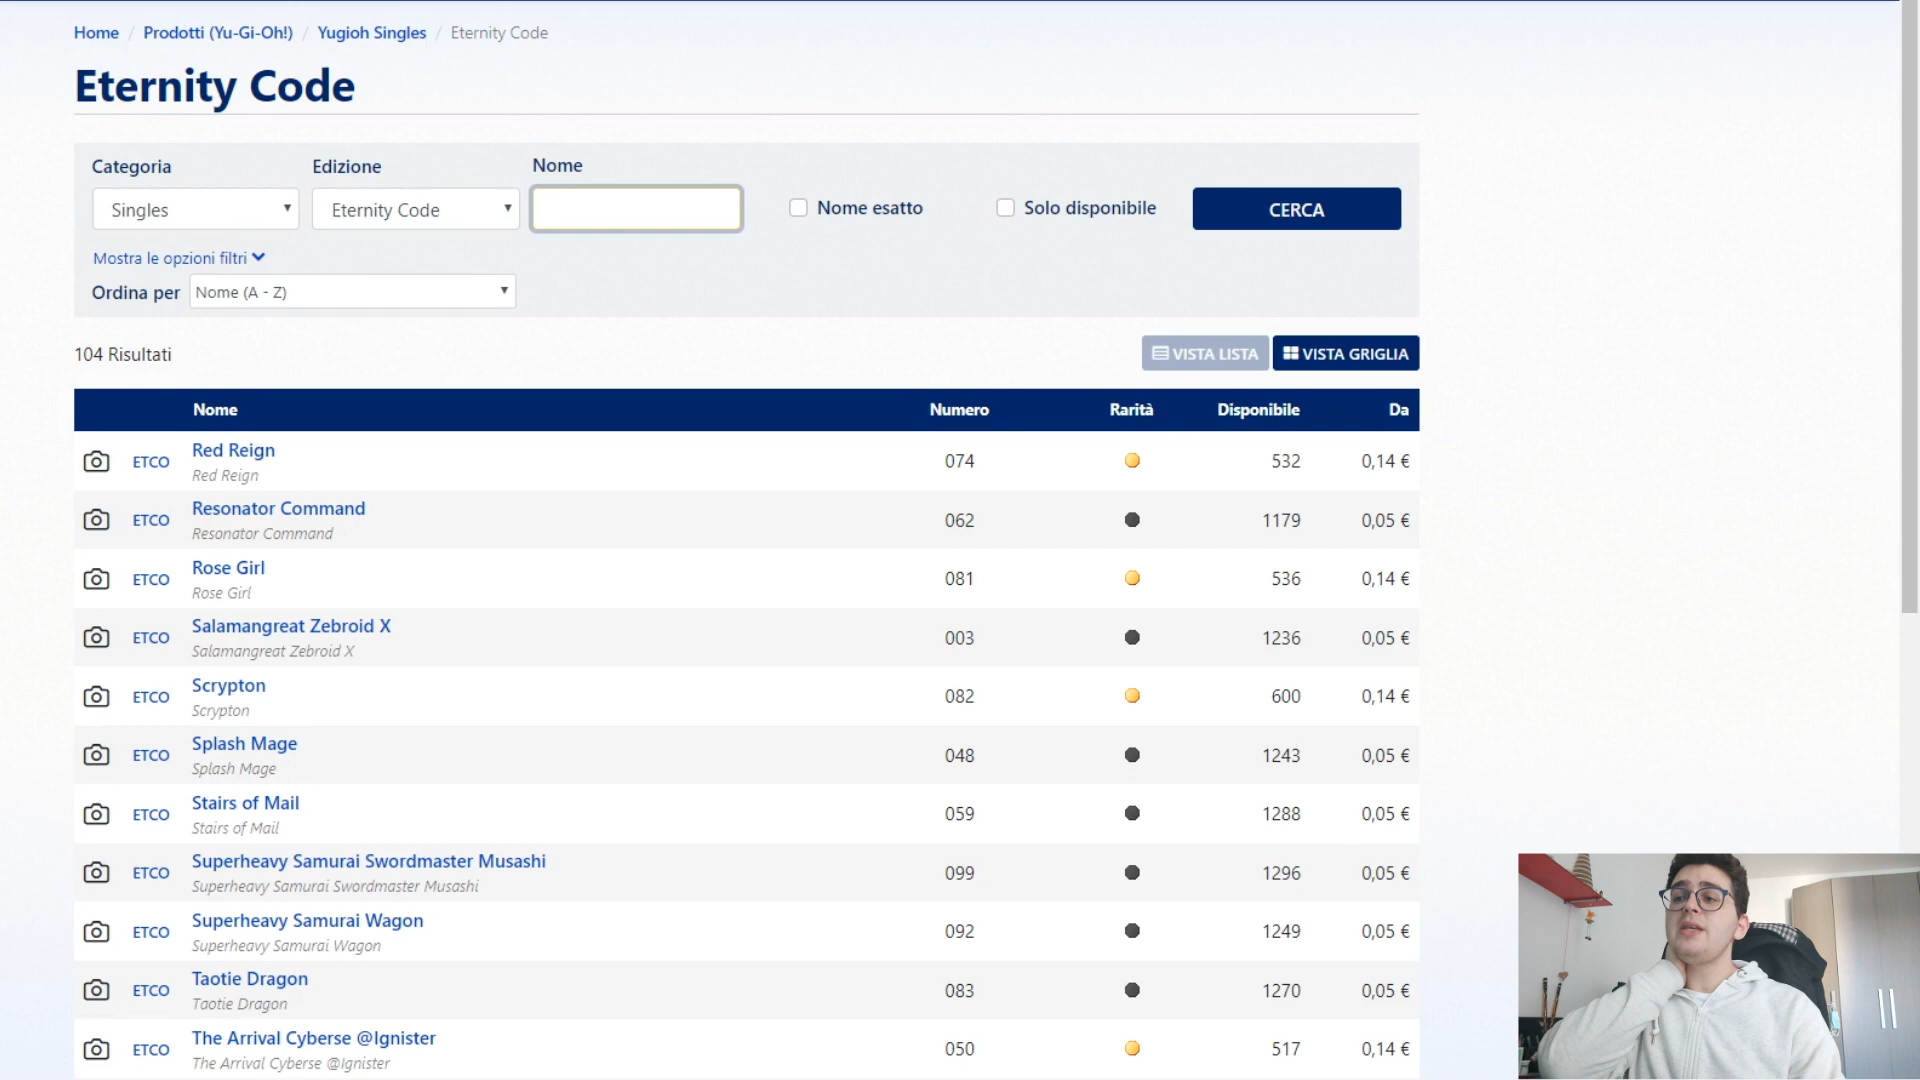 Home / Prodotti (Yu-Gi-Oh!) / Yugioh Singles / Eternity Code
Eternity Code
Categoria Edizione Nome
Singles Eternity Code Nome esatto Solo disponibile CERCA
Mostra le opzioni filtri
Ordina per Nome (A - Z)
104 Risultati VISTA LISTA VISTA GRIGLIA
Nome Numero Rarità Disponibile Da
ETCO Red Reign 074 532 0,14 €
Red Reign
ETCO Resonator Command 062 1179 0,05 €
Resonator Command
ETCO Rose Girl 081 536 0,14 €
Rose Girl
ETCO Salamangreat Zebroid X 003 1236 0,05 €
Salamangreat Zebroid X
ETCO Scrypton 082 600 0,14 €
Scrypton
ETCO Splash Mage 048 1243 0,05 €
Splash Mage
ETCO Stairs of Mail 059 1288 0,05 €
Stairs of Mail
ETCO Superheavy Samurai Swordmaster Musashi 099 1296 0,05 €
Superheavy Samurai Swordmaster Musashi
ETCO Superheavy Samurai Wagon 092 1249 0,05 €
Superheavy Samurai Wagon
ETCO Taotie Dragon 083 1270 0,05 €
Taotie Dragon
ETCO The Arrival Cyberse @Ignister 050 517 0,14 €
The Arrival Cyberse @Ignister